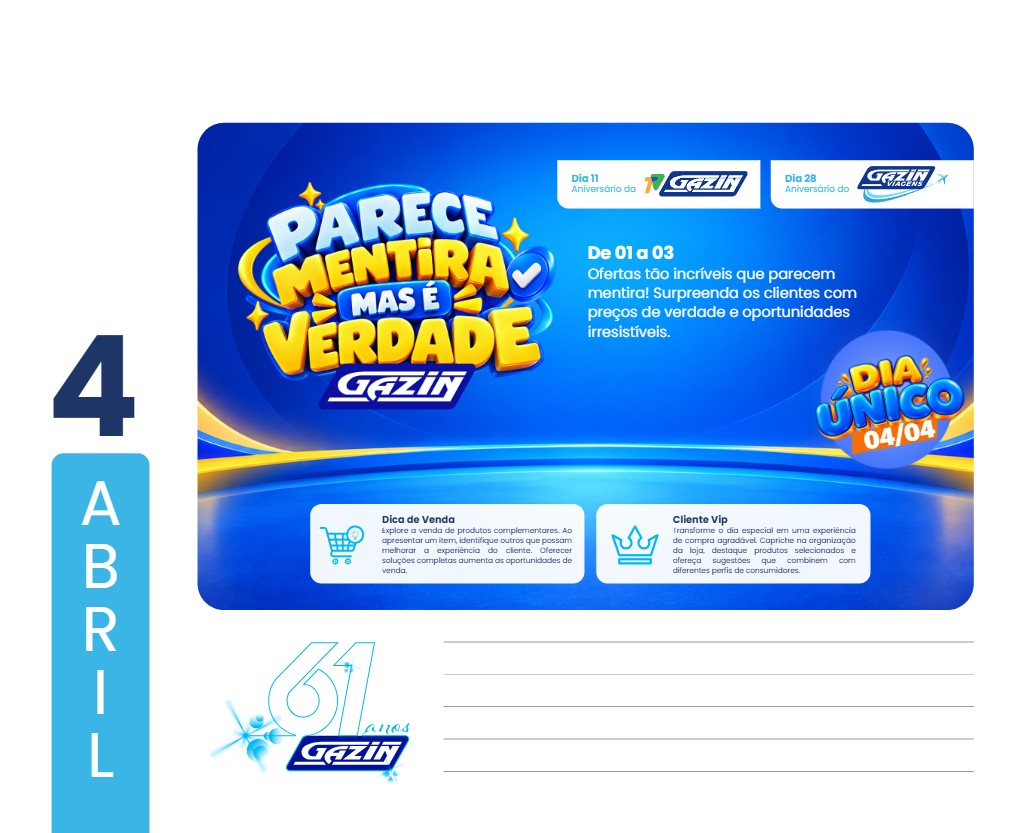 PARECE
MENTIRA
MAS É
VERDADE
GAZIN
Dia 11
Aniversário da
TV GAZIN
Dia 28
Aniversário do
GAZIN
VIAGENS
De 01 a 03
Ofertas tão incríveis que parecem
mentira! Surpreenda os clientes com
preços de verdade e oportunidades
irresistíveis.
DIA
ÚNICO
04/04
4
ABRIL
Dica de Venda
Explore a venda de produtos complementares. Ao
apresentar um item, identifique outros que possam
melhorar a experiência do cliente. Oferecer
soluções completas aumenta as oportunidades de
venda.
Cliente Vip
Transforme o dia especial em uma experiência
de compra agradável. Capriche na organização
da loja, destaque produtos selecionados e
ofereça sugestões que combinem com
diferentes perfis de consumidores.
61
anos
GAZIN